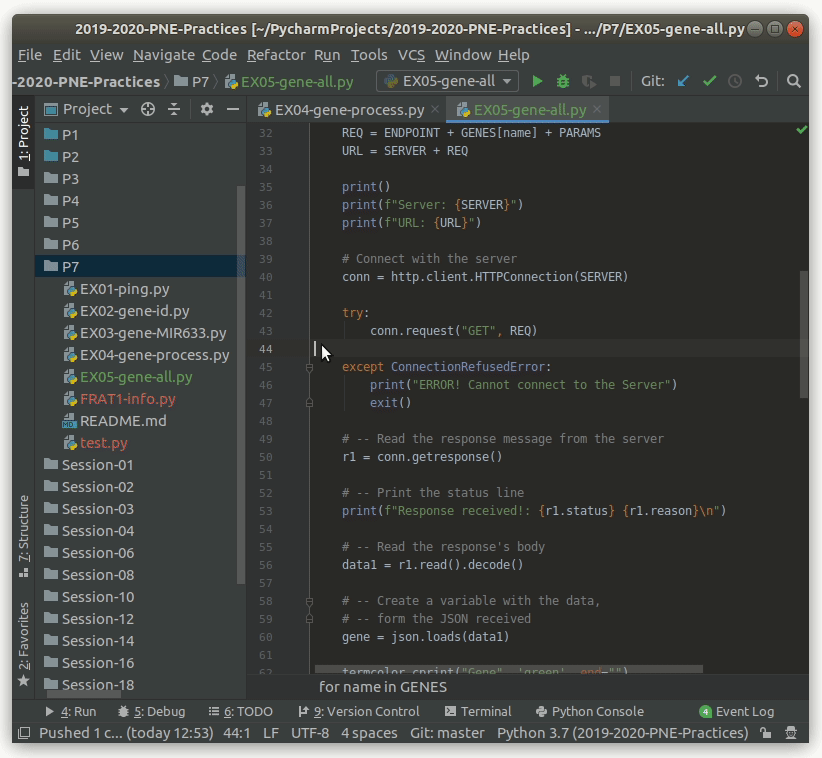 2019-2020-PNE-Practices [~/PycharmProjects/2019-2020-PNE-Practices] - .../P7/EX05-gene-all.py
File Edit View Navigate Code Refactor Run Tools VCS Window Help
-2020-PNE-Practices P7 EX05-gene-all.py EX05-gene-all Git:
Project EX04-gene-process.py EX05-gene-all.py
1: Project
7: Structure
2: Favorites
P1
P2
P3
P4
P5
P6
P7
EX01-ping.py
EX02-gene-id.py
EX03-gene-MIR633.py
EX04-gene-process.py
EX05-gene-all.py
FRAT1-info.py
README.md
test.py
Session-01
Session-02
Session-03
Session-04
Session-06
Session-08
Session-10
Session-12
Session-14
Session-16
Session-18
32 REQ = ENDPOINT + GENES[name] + PARAMS
33 URL = SERVER + REQ
34
35 print()
36 print(f"Server: {SERVER}")
37 print(f"URL: {URL}")
38
39 # Connect with the server
40 conn = http.client.HTTPConnection(SERVER)
41
42 try:
43 conn.request("GET", REQ)
44
45 except ConnectionRefusedError:
46 print("ERROR! Cannot connect to the Server")
47 exit()
48
49 # -- Read the response message from the server
50 r1 = conn.getresponse()
51
52 # -- Print the status line
53 print(f"Response received!: {r1.status} {r1.reason}\n")
54
55 # -- Read the response's body
56 data1 = r1.read().decode()
57
58 # -- Create a variable with the data,
59 # -- form the JSON received
60 gene = json.loads(data1)
61
62 termcolor.cprint("Gene", 'green', end="")
for name in GENES
4: Run 5: Debug 6: TODO 9: Version Control Terminal Python Console 4 Event Log
Pushed 1 c... (today 12:53) 44:1 LF UTF-8 4 spaces Git: master Python 3.7 (2019-2020-PNE-Practices)